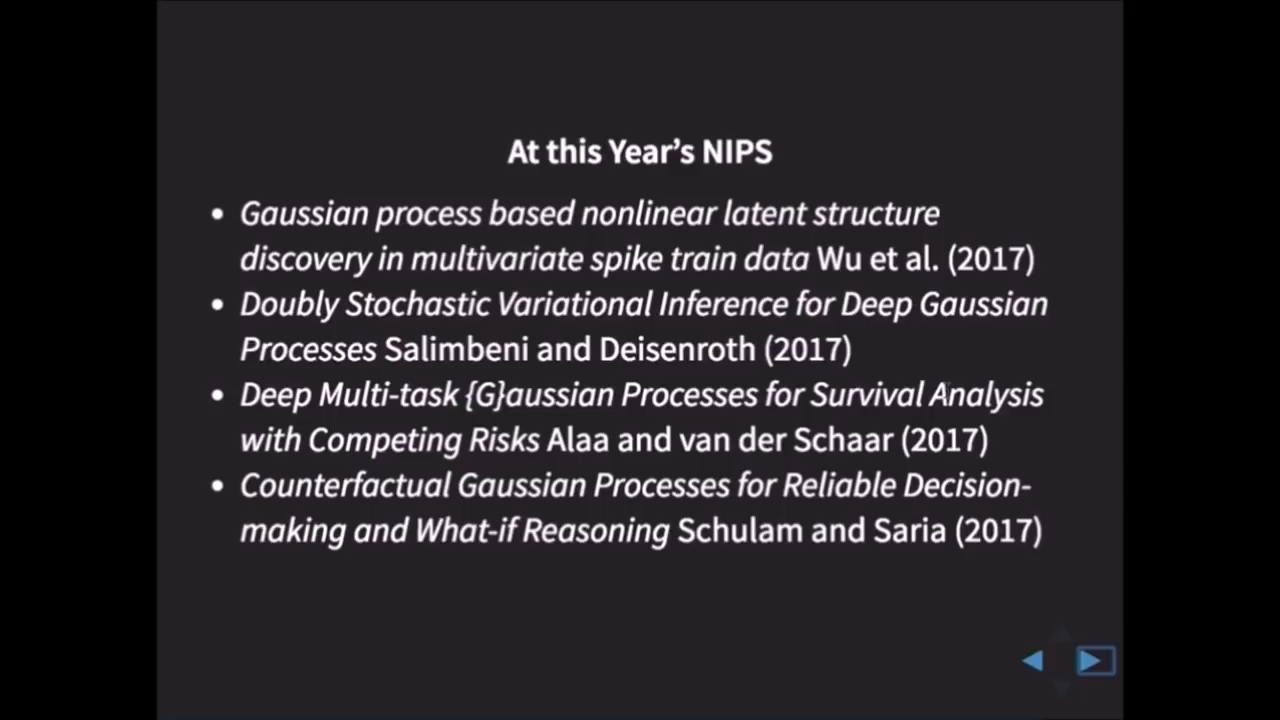 At this Year’s NIPS
• Gaussian process based nonlinear latent structure
discovery in multivariate spike train data Wu et al. (2017)
• Doubly Stochastic Variational Inference for Deep Gaussian
Processes Salimbeni and Deisenroth (2017)
• Deep Multi-task {G}aussian Processes for Survival Analysis
with Competing Risks Alaa and van der Schaar (2017)
• Counterfactual Gaussian Processes for Reliable Decision-
making and What-if Reasoning Schulam and Saria (2017)